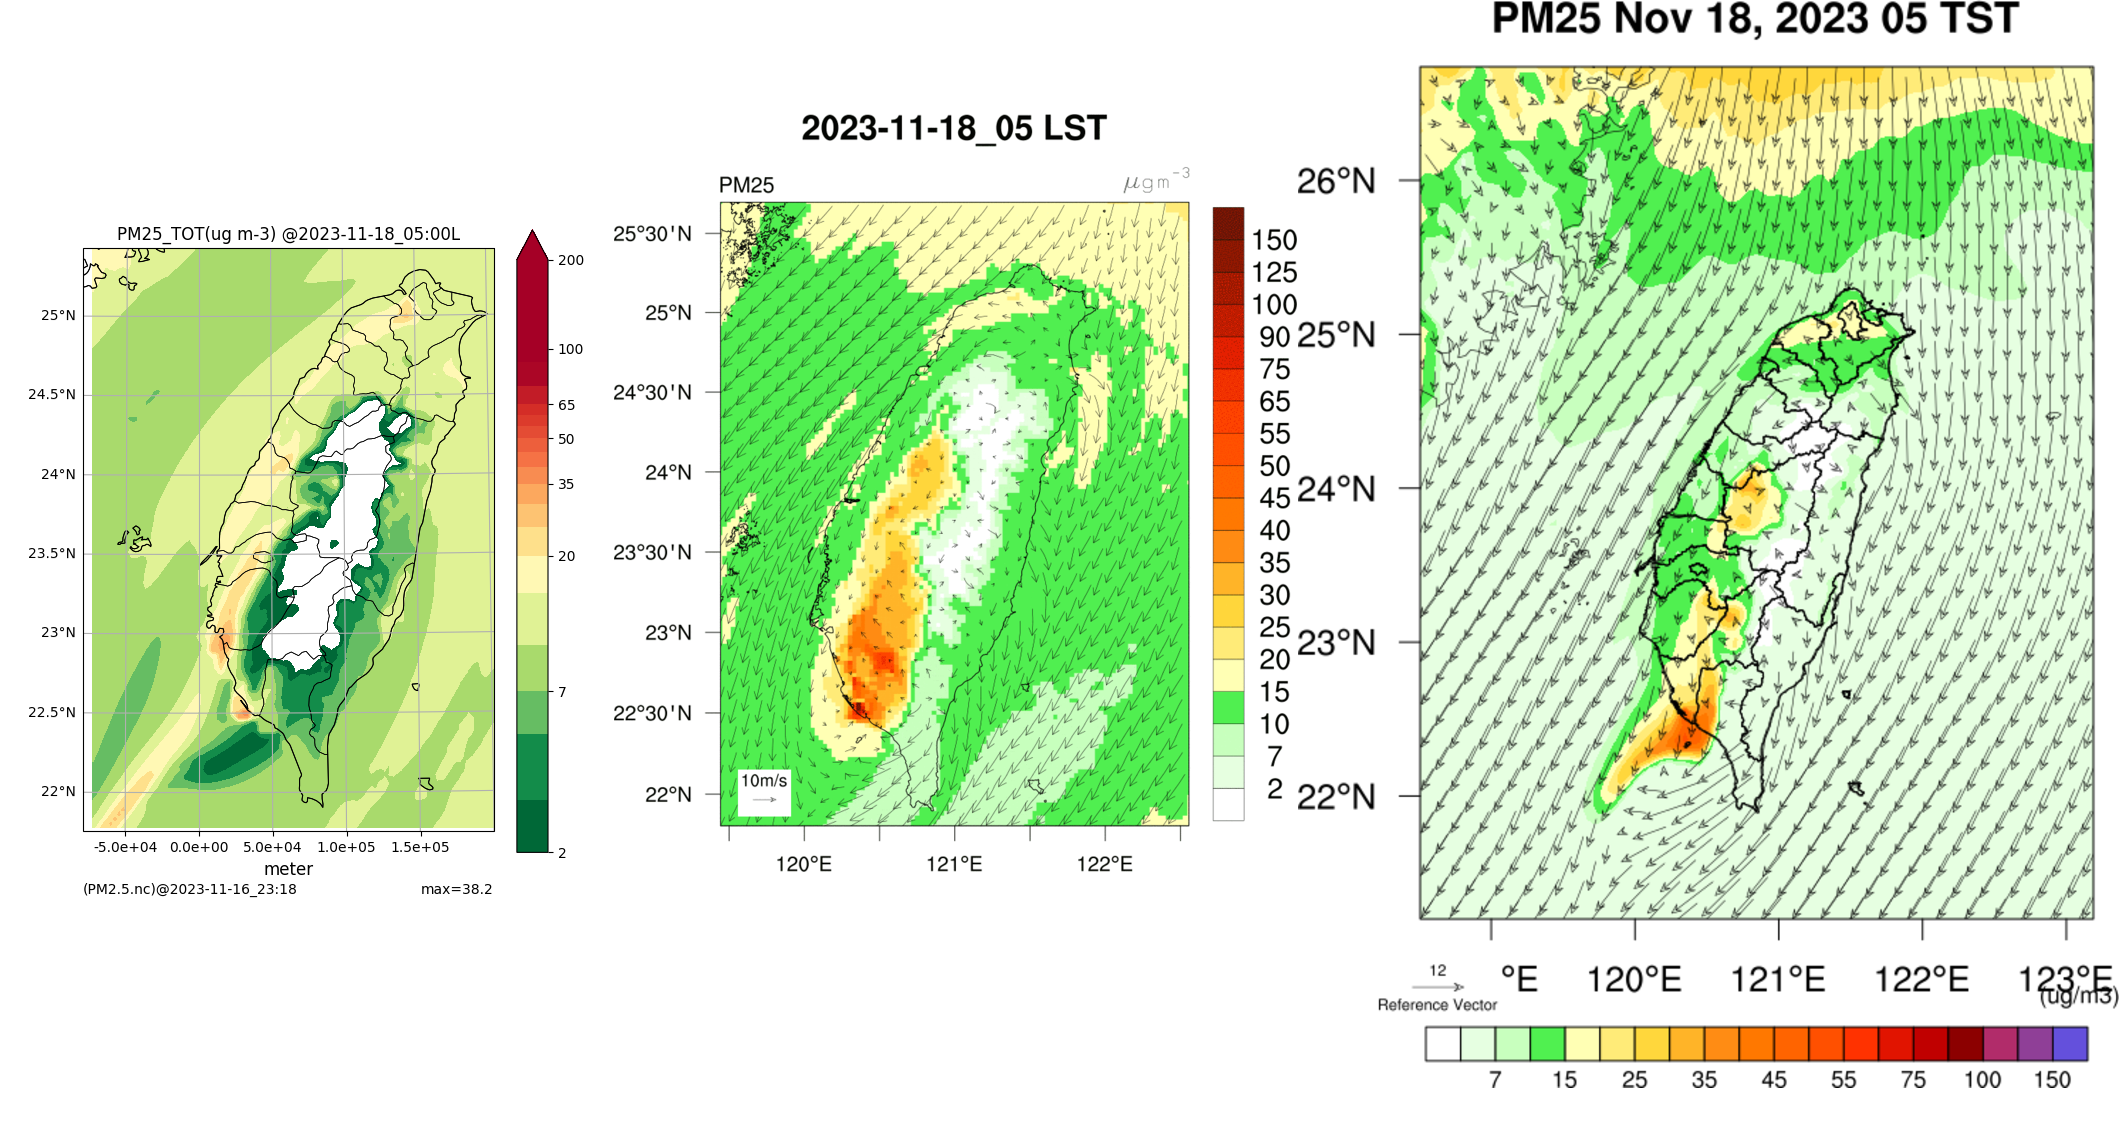 PM25_TOT(ug m-3) @2023-11-18_05:00L
25°N
24.5°N
24°N
23.5°N
23°N
22.5°N
22°N
-5.0e+04 0.0e+00 5.0e+04 1.0e+05 1.5e+05
meter
(PM2.5.nc)@2023-11-16_23:18 max=38.2
200
100
65
50
35
20
7
2
2023-11-18_05 LST
PM25 μgm⁻³
25°30'N
25°N
24°30'N
24°N
23°30'N
23°N
22°30'N
22°N
10m/s
120°E 121°E 122°E
150
125
100
90
75
65
55
50
45
40
35
30
25
20
15
10
7
2
PM25 Nov 18, 2023 05 TST
26°N
25°N
24°N
23°N
22°N
°E 120°E 121°E 122°E 123°E
12
Reference Vector
(ug/m3)
7 15 25 35 45 55 75 100 150